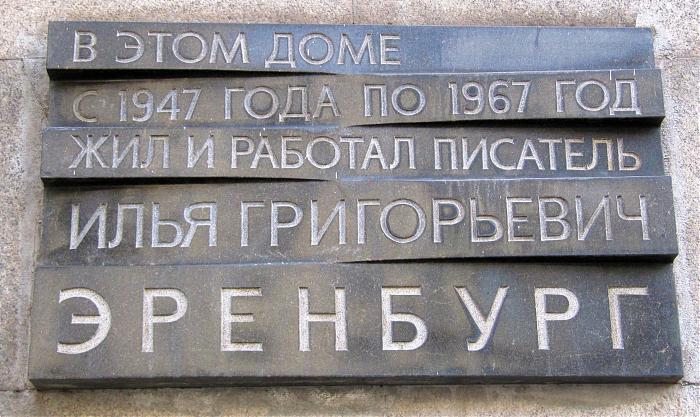 В ЭТОМ ДОМЕ
С 1947 ГОДА ПО 1967 ГОД
ЖИЛ И РАБОТАЛ ПИСАТЕЛЬ
ИЛЬЯ ГРИГОРЬЕВИЧ
ЭРЕНБУРГ